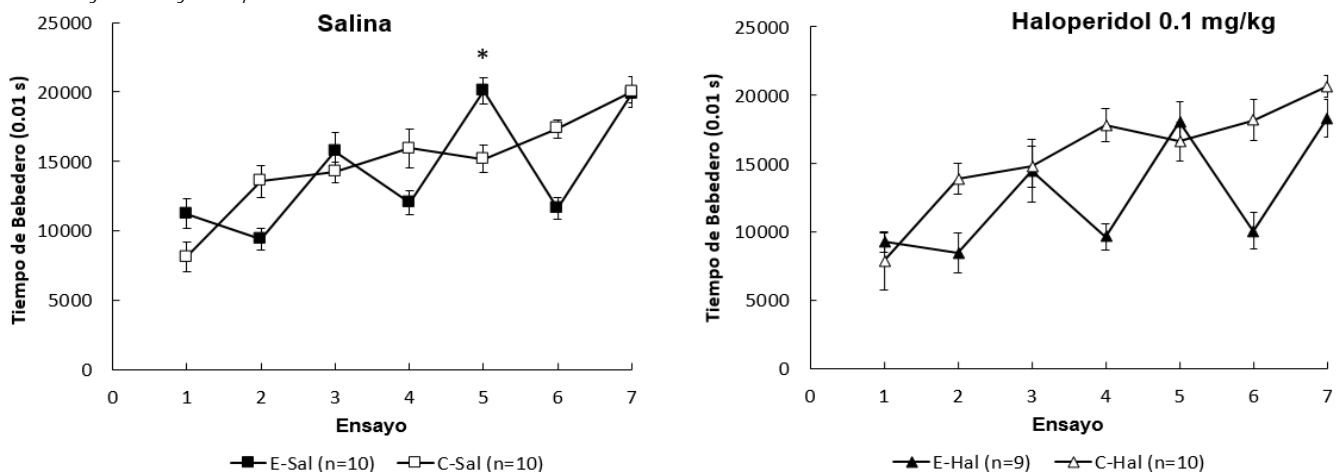 Salina
Tiempo de Bebedero (0.01 s)
25000
20000
15000
10000
5000
0
*
0 1 2 3 4 5 6 7
Ensayo
E-Sal (n=10) C-Sal (n=10)
Haloperidol 0.1 mg/kg
Tiempo de Bebedero (0.01 s)
25000
20000
15000
10000
5000
0
0 1 2 3 4 5 6 7
Ensayo
E-Hal (n=9) C-Hal (n=10)